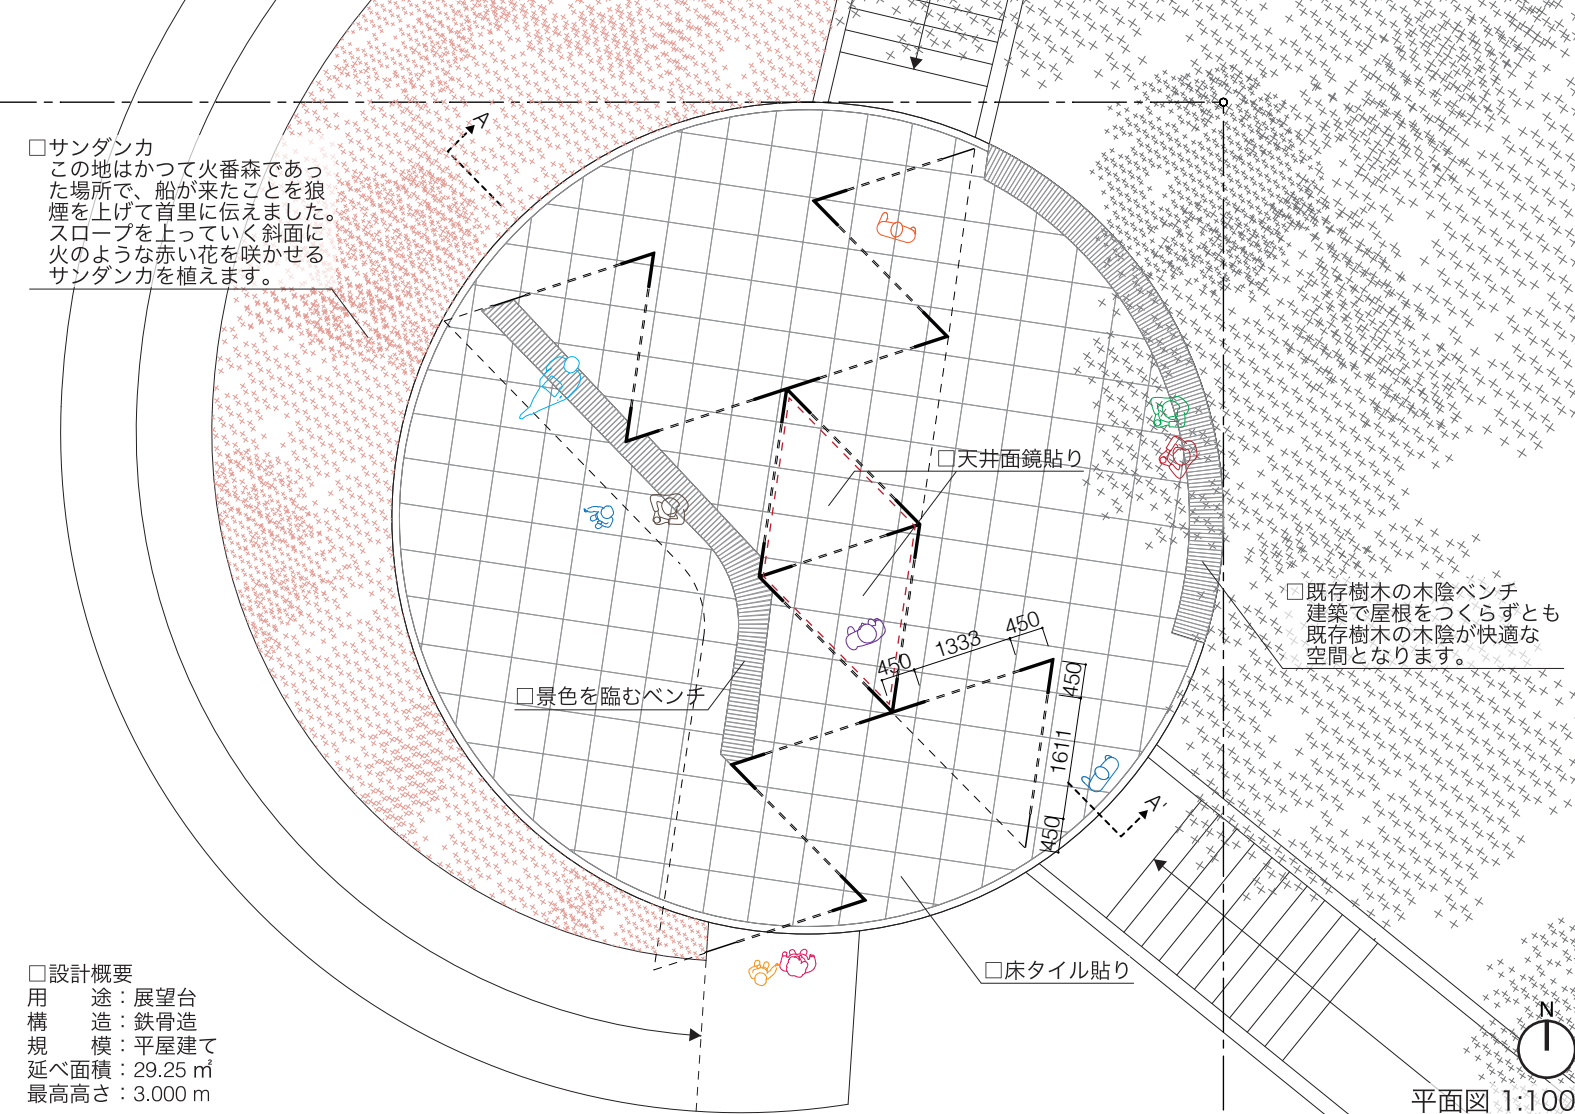 A
□サンダンカ
この地はかつて火番森であっ
た場所で、船が来たことを狼
煙を上げて首里に伝えました。
スロープを上っていく斜面に
火のような赤い花を咲かせる
サンダンカを植えます。
□天井面鏡貼り
□既存樹木の木陰ベンチ
建築で屋根をつくらずとも
既存樹木の木陰が快適な
空間となります。
450
1333
450
450
1611
450
□景色を臨むベンチ
A'
□床タイル貼り
□設計概要
用　　途：展望台
構　　造：鉄骨造
規　　模：平屋建て
延べ面積：29.25 ㎡
最高高さ：3.000 m
N
平面図 1:100